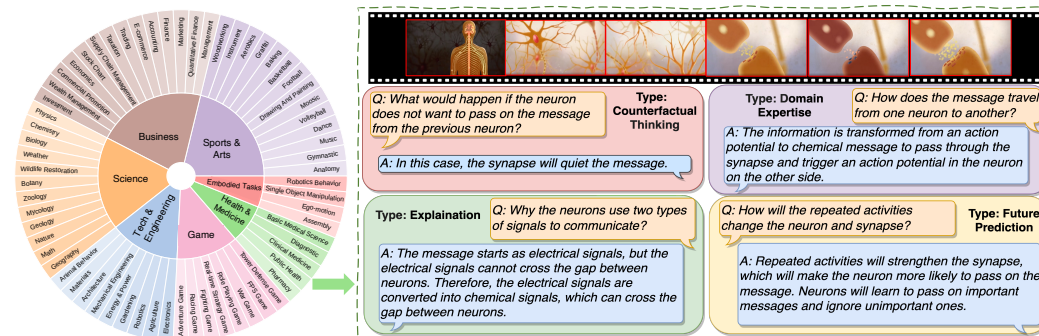 Marketing
Finance
Accounting
E-commerce
Trading
Taxation
Supply Chain Management
Stock Chart
Economics
Commercial Promotion
Wealth Management
Investment
Quantitative Finance
Management
Woodworking
Instrument
Aerobics
Graffiti
Baking
Basketball
Football
Drawing And Painting
Mosaic
Volleyball
Dance
Music
Gymnastic
Anatomy
Physics
Chemistry
Biology
Weather
Wildlife Restoration
Botany
Zoology
Mycology
Geology
Nature
Math
Geography
Business
Sports &
Arts
Science
Embodied Tasks
Health &
Medicine
Tech &
Engineering
Game
Robotics Behavior
Single Object Manipulation
Ego-motion
Assembly
Basic Medical Science
Diagnostic
Clinical Medicine
Public Health
Pharmacy
Tower Defense Game
FPS Game
War Game
Role Playing Game
Real-time Strategy Game
Fighting Game
Racing Game
Adventure Game
Electronics
Agriculture
Robotics
Gardening
Energy & Power
Mechanical Engineering
Architecture
Materials
Animal Behavior
Q: What would happen if the neuron
does not want to pass on the message
from the previous neuron?
Type:
Counterfactual
Thinking
A: In this case, the synapse will quiet the message.
Type: Domain
Expertise
Q: How does the message travel
from one neuron to another?
A: The information is transformed from an action
potential to chemical message to pass through the
synapse and trigger an action potential in the neuron
on the other side.
Type: Explaination
Q: Why the neurons use two types
of signals to communicate?
A: The message starts as electrical signals, but the
electrical signals cannot cross the gap between
neurons. Therefore, the electrical signals are
converted into chemical signals, which can cross the
gap between neurons.
Q: How will the repeated activities
change the neuron and synapse?
Type: Future
Prediction
A: Repeated activities will strengthen the synapse,
which will make the neuron more likely to pass on the
message. Neurons will learn to pass on important
messages and ignore unimportant ones.